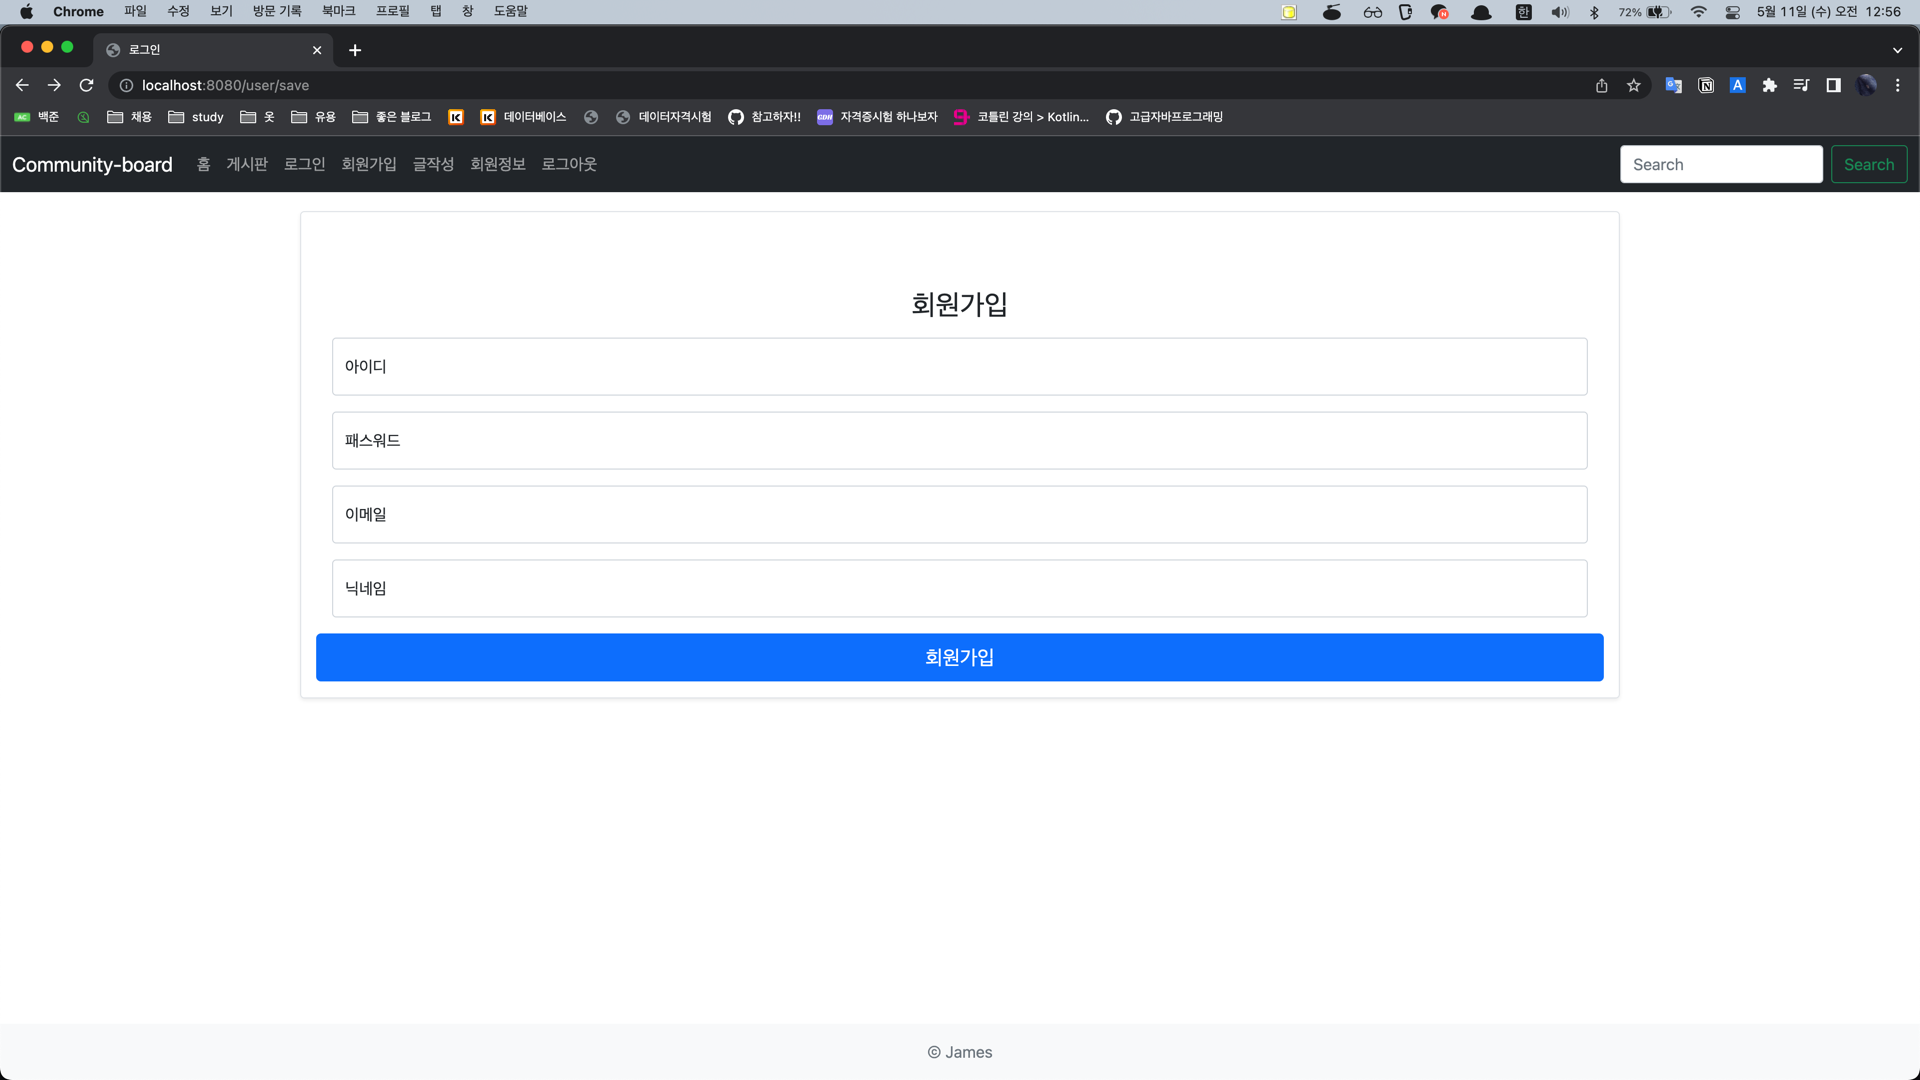 Chrome 파일 수정 보기 방문 기록 북마크 프로필 탭 창 도움말 한 72% 5월 11일 (수) 오전 12:56
로그인
localhost:8080/user/save
백준 채용 study 옷 유용 좋은 블로그 데이터베이스 데이터자격시험 참고하자!! GDH 자격증시험 하나보자 코틀린 강의 > Kotlin... 고급자바프로그래밍
Community-board 홈 게시판 로그인 회원가입 글작성 회원정보 로그아웃 Search Search
회원가입
아이디
패스워드
이메일
닉네임
회원가입
© James